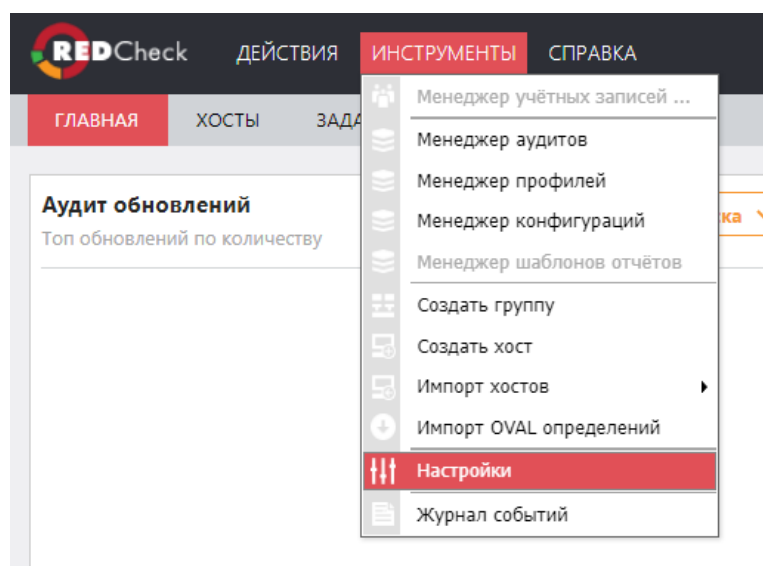 REDCheck ДЕЙСТВИЯ ИНСТРУМЕНТЫ СПРАВКА
ГЛАВНАЯ ХОСТЫ
Менеджер учётных записей ...
Менеджер аудитов
Менеджер профилей
Менеджер конфигураций
Менеджер шаблонов отчётов
Создать группу
Создать хост
Импорт хостов
Импорт OVAL определений
Настройки
Журнал событий
Аудит обновлений
Топ обновлений по количеству